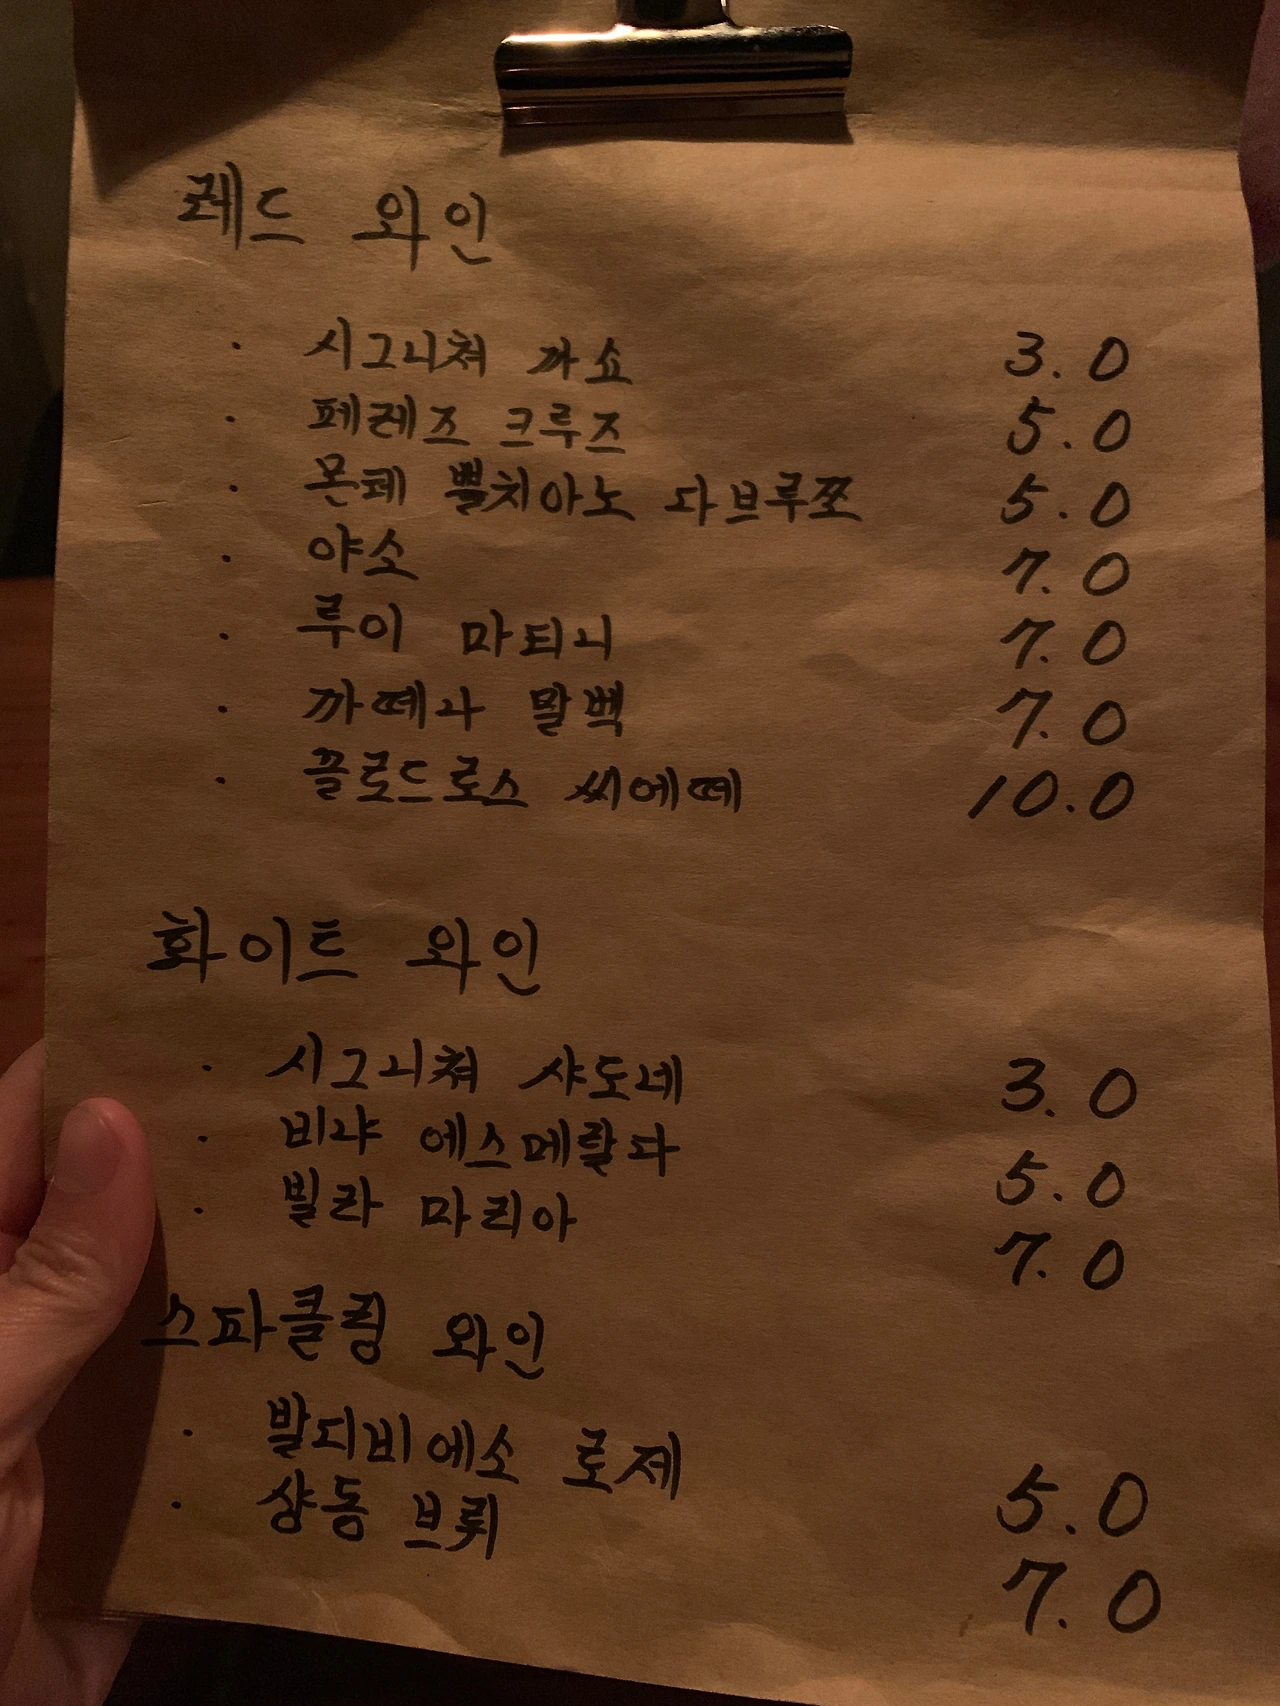 레드 와인
· 시그니쳐 까쇼 3.0
· 페레즈 크루즈 5.0
· 몬페 뿔치아노 다브루쪼 5.0
· 야소 7.0
· 루이 마티니 7.0
· 까떼나 말벡 7.0
· 끌로드로스 씨에떼 10.0
화이트 와인
· 시그니쳐 샤도네 3.0
· 비냐 에스메랄다 5.0
· 빌라 마리아 7.0
스파클링 와인
· 발디비에소 로제 5.0
· 샹동 브뤼 7.0